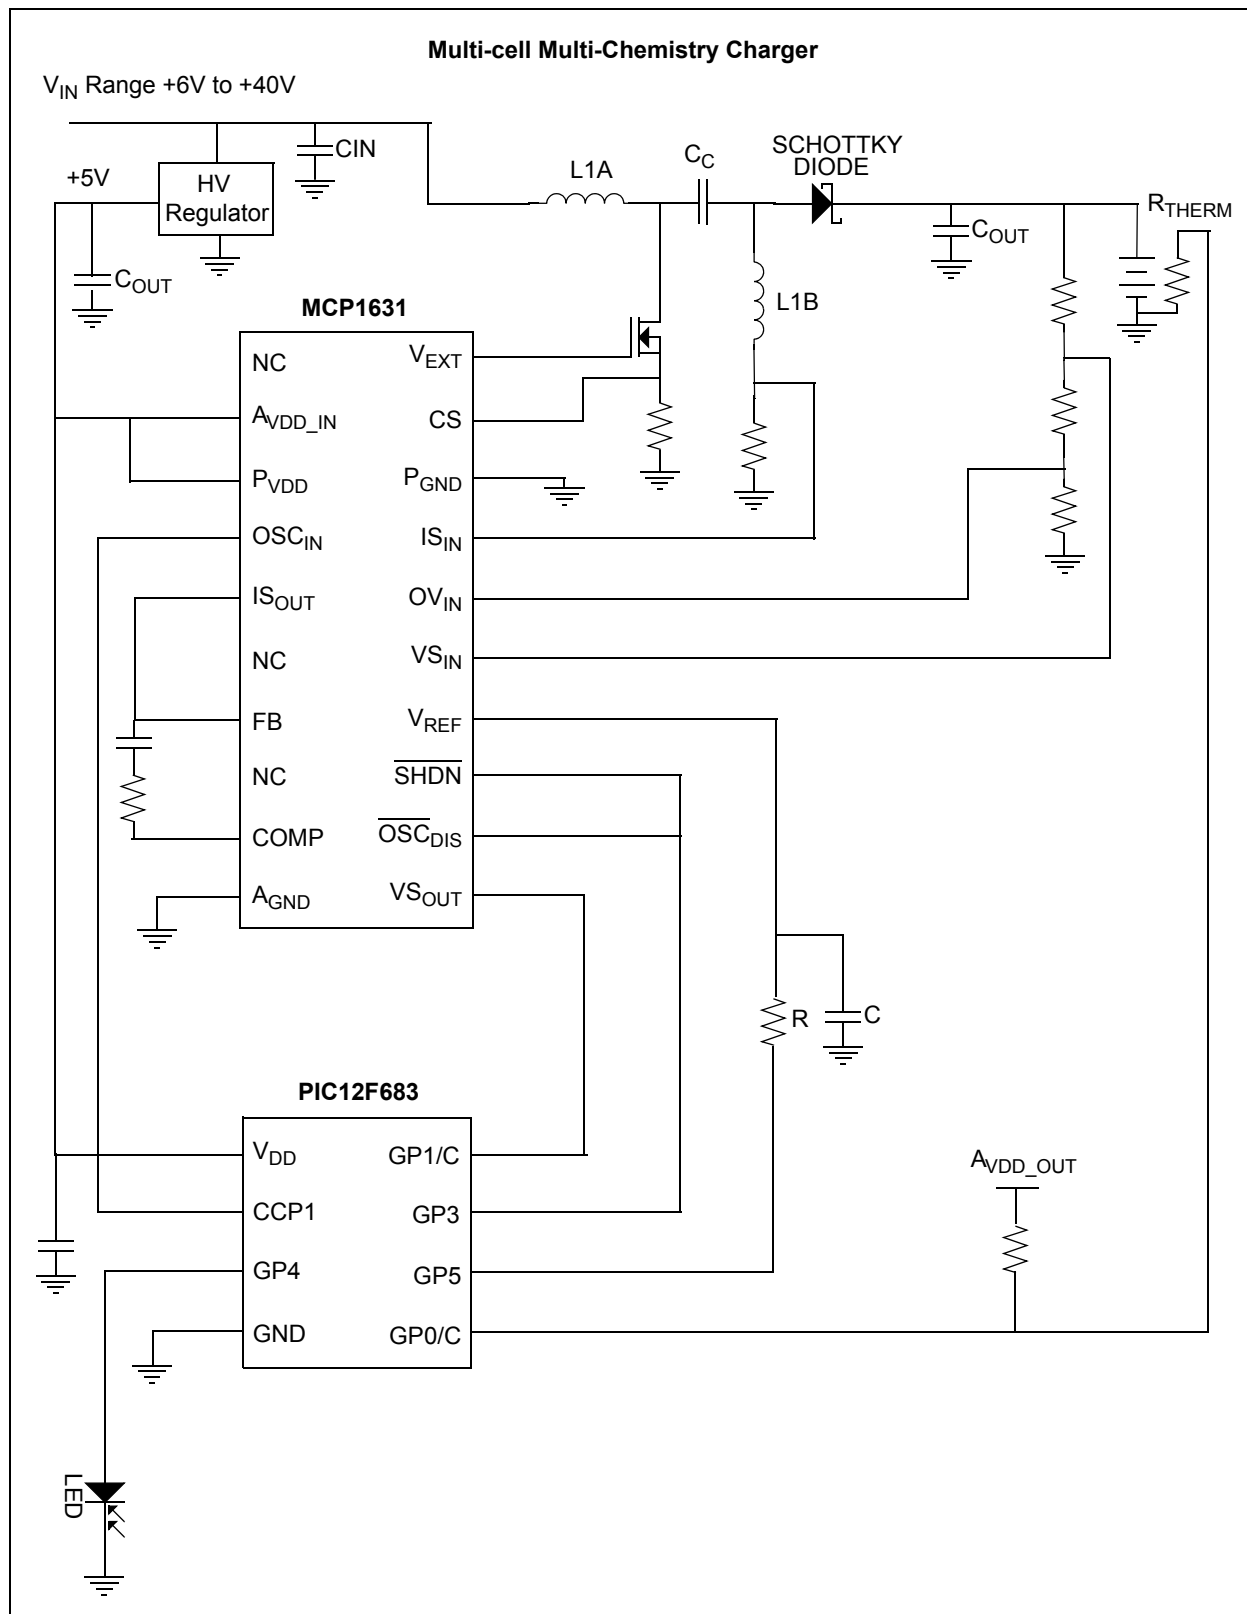 Multi-cell Multi-Chemistry Charger
VIN Range +6V to +40V
CIN
+5V
HV
Regulator
COUT
L1A
CC
SCHOTTKY
DIODE
COUT
RTHERM
L1B
MCP1631
NC
VEXT
AVDD_IN
CS
PVDD
PGND
OSCIN
ISIN
ISOUT
OVIN
NC
VSIN
FB
VREF
NC
SHDN
COMP
OSCDIS
AGND
VSOUT
R
C
PIC12F683
VDD
GP1/C
CCP1
GP3
GP4
GP5
GND
GP0/C
AVDD_OUT
LED